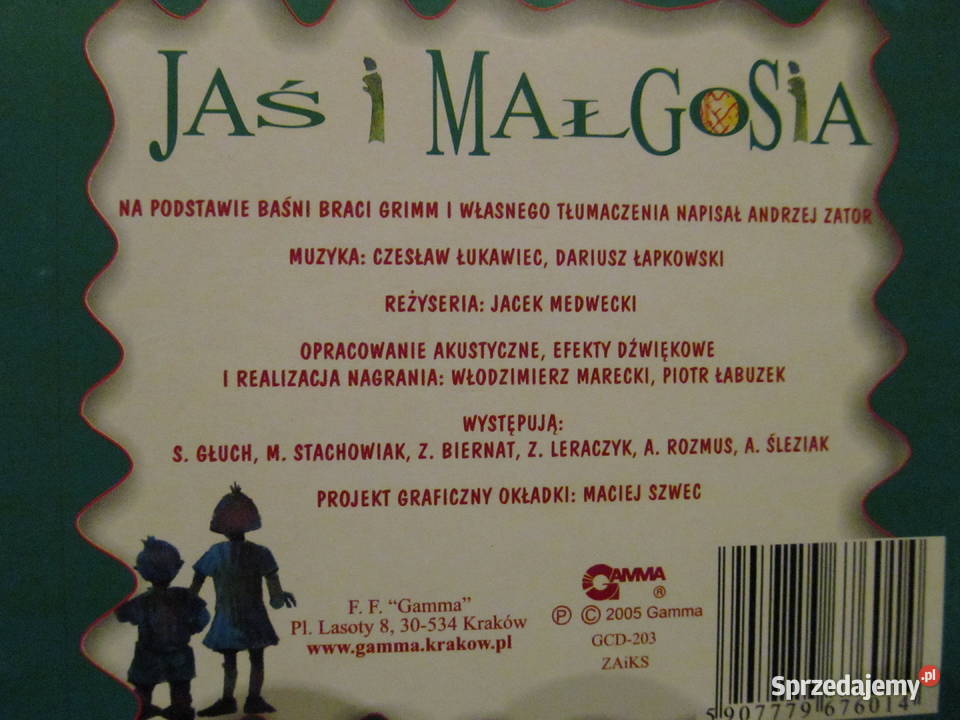 JAŚ I MAŁGOSIA
NA PODSTAWIE BAŚNI BRACI GRIMM I WŁASNEGO TŁUMACZENIA NAPISAŁ ANDRZEJ ZATOR
MUZYKA: CZESŁAW ŁUKAWIEC, DARIUSZ ŁAPKOWSKI
REŻYSERIA: JACEK MEDWECKI
OPRACOWANIE AKUSTYCZNE, EFEKTY DŹWIĘKOWE
I REALIZACJA NAGRANIA: WŁODZIMIERZ MARECKI, PIOTR ŁABUZEK
WYSTĘPUJĄ:
S. GŁUCH, M. STACHOWIAK, Z. BIERNAT, Z. LERACZYK, A. ROZMUS, A. ŚLEZIAK
PROJEKT GRAFICZNY OKŁADKI: MACIEJ SZWEC
F. F. "Gamma"
Pl. Lasoty 8, 30-534 Kraków
www.gamma.krakow.pl
GAMMA ®
Ⓟ © 2005 Gamma
GCD-203
ZAiKS
5907779676014
Sprzedajemy.pl